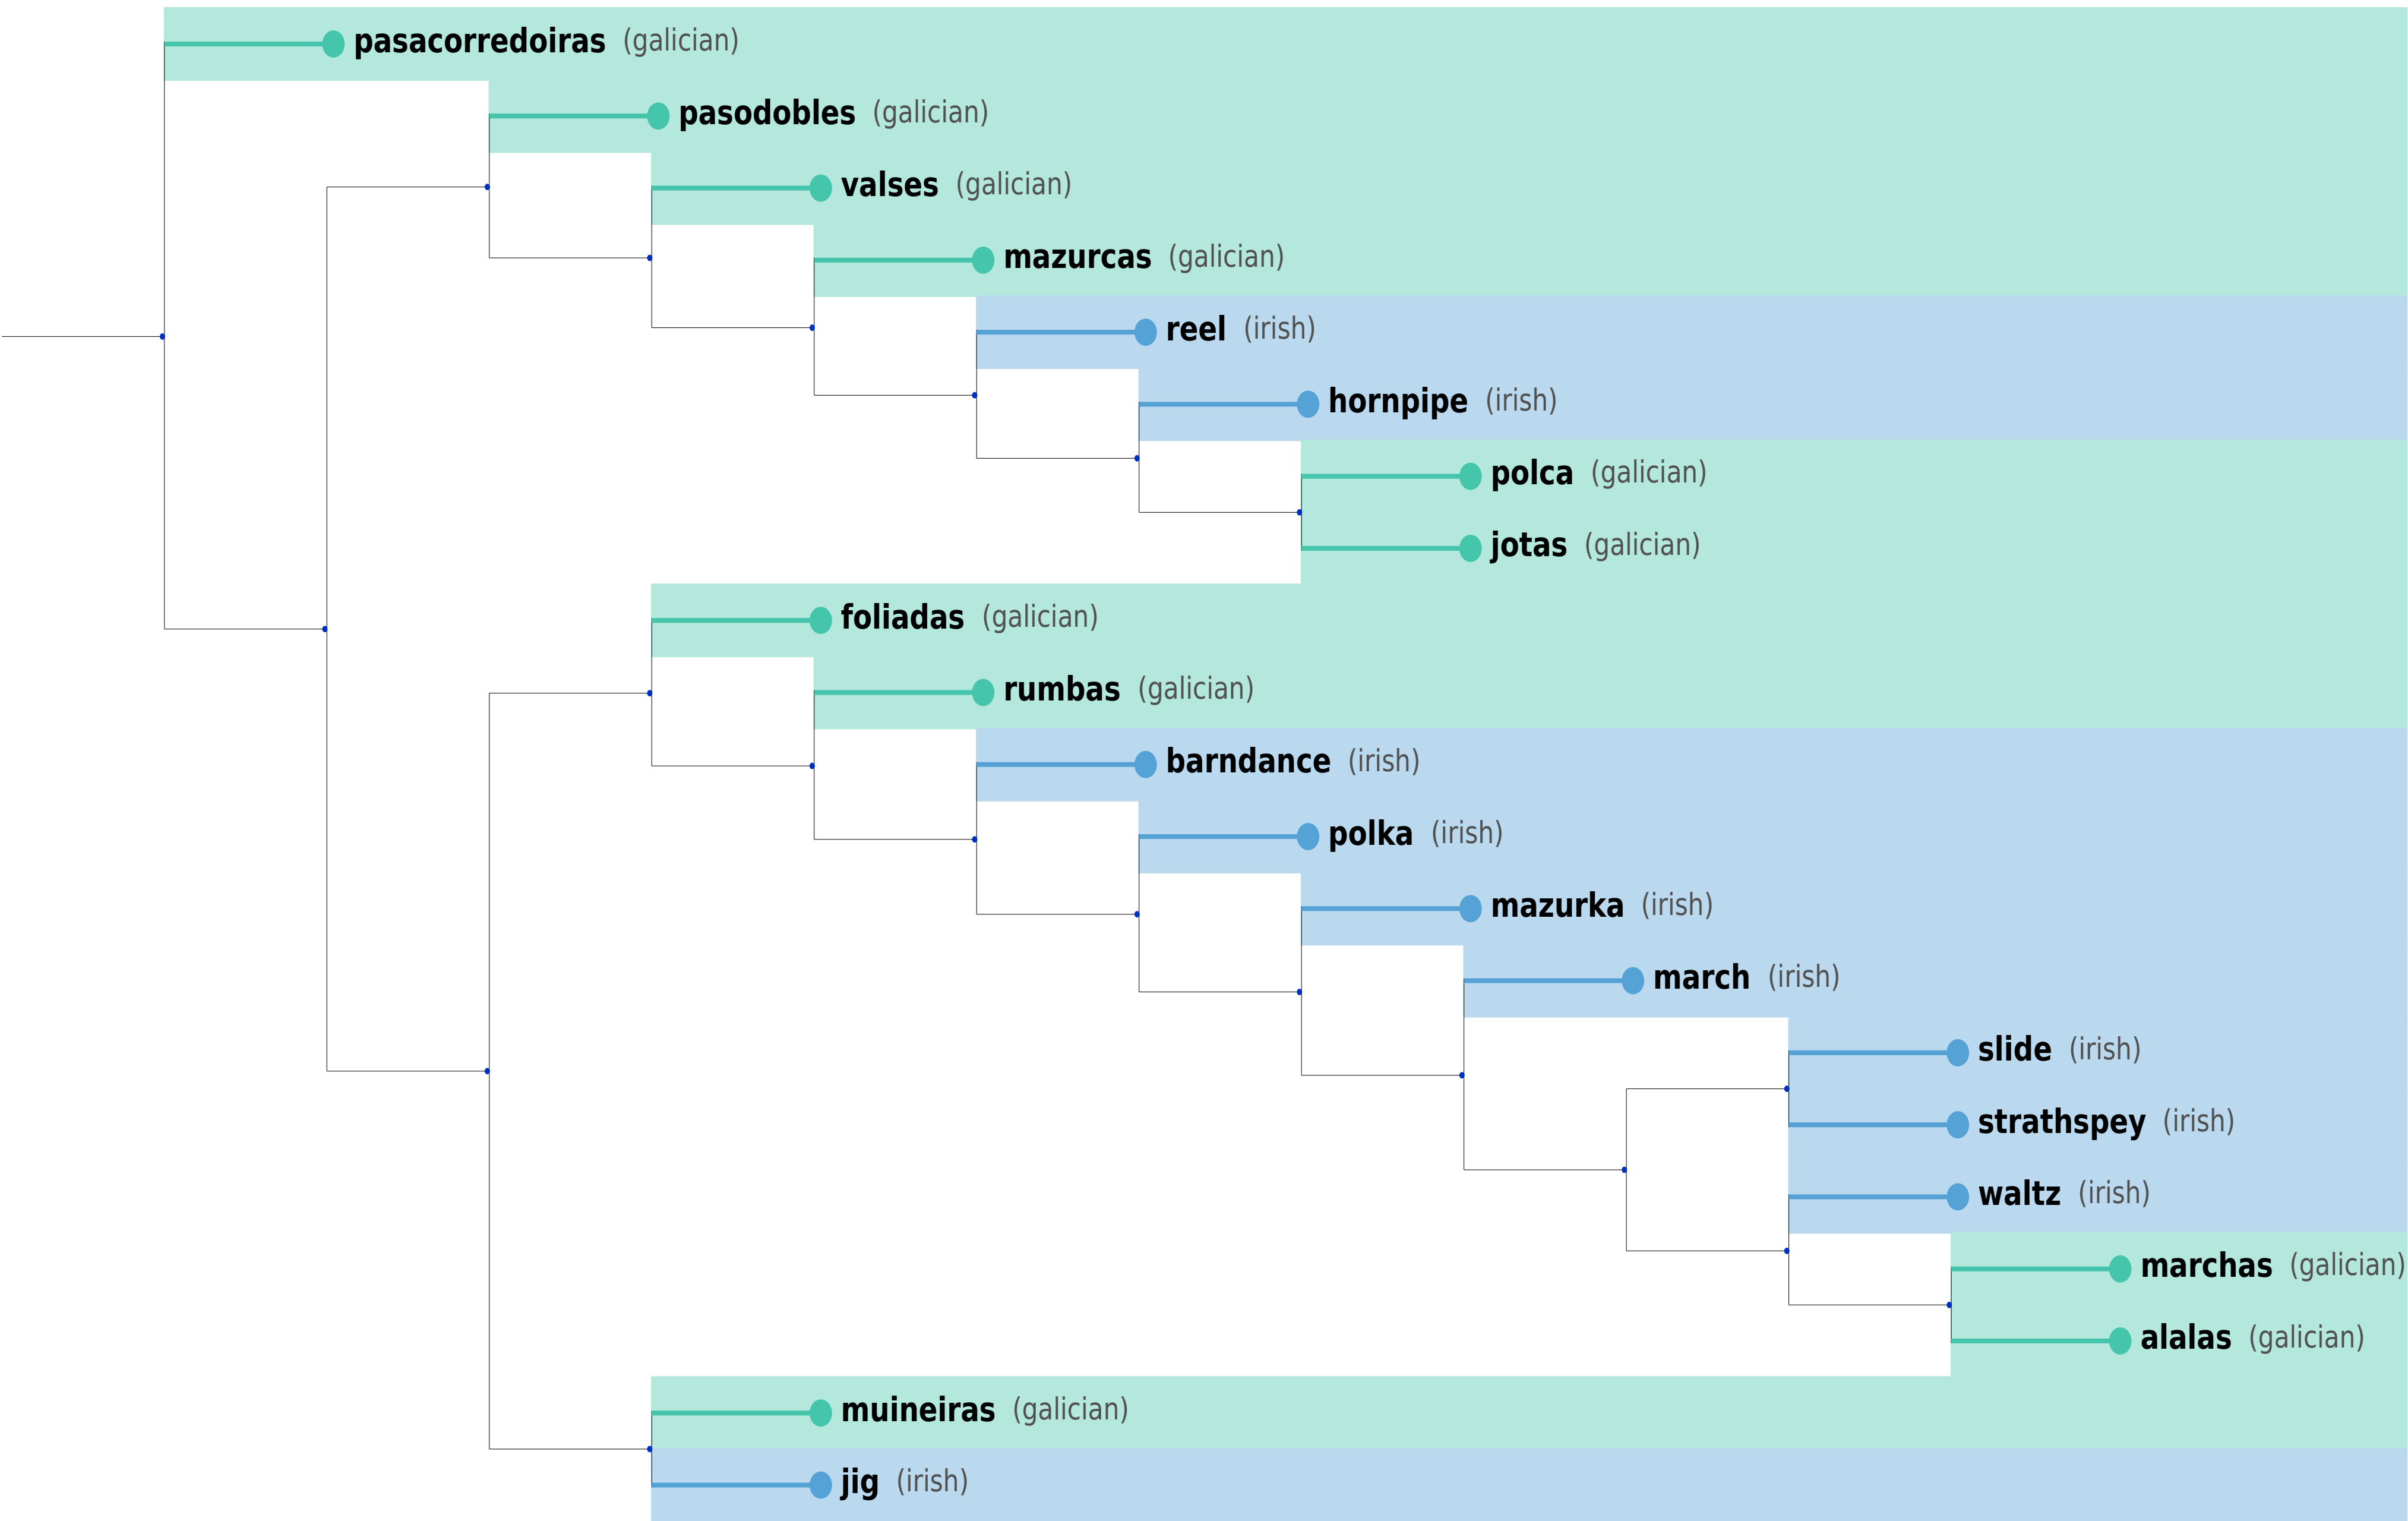 pasacorredoiras (galician)
pasodobles (galician)
valses (galician)
mazurcas (galician)
reel (irish)
hornpipe (irish)
polca (galician)
jotas (galician)
foliadas (galician)
rumbas (galician)
barndance (irish)
polka (irish)
mazurka (irish)
march (irish)
slide (irish)
strathspey (irish)
waltz (irish)
marchas (galician)
alalas (galician)
muineiras (galician)
jig (irish)